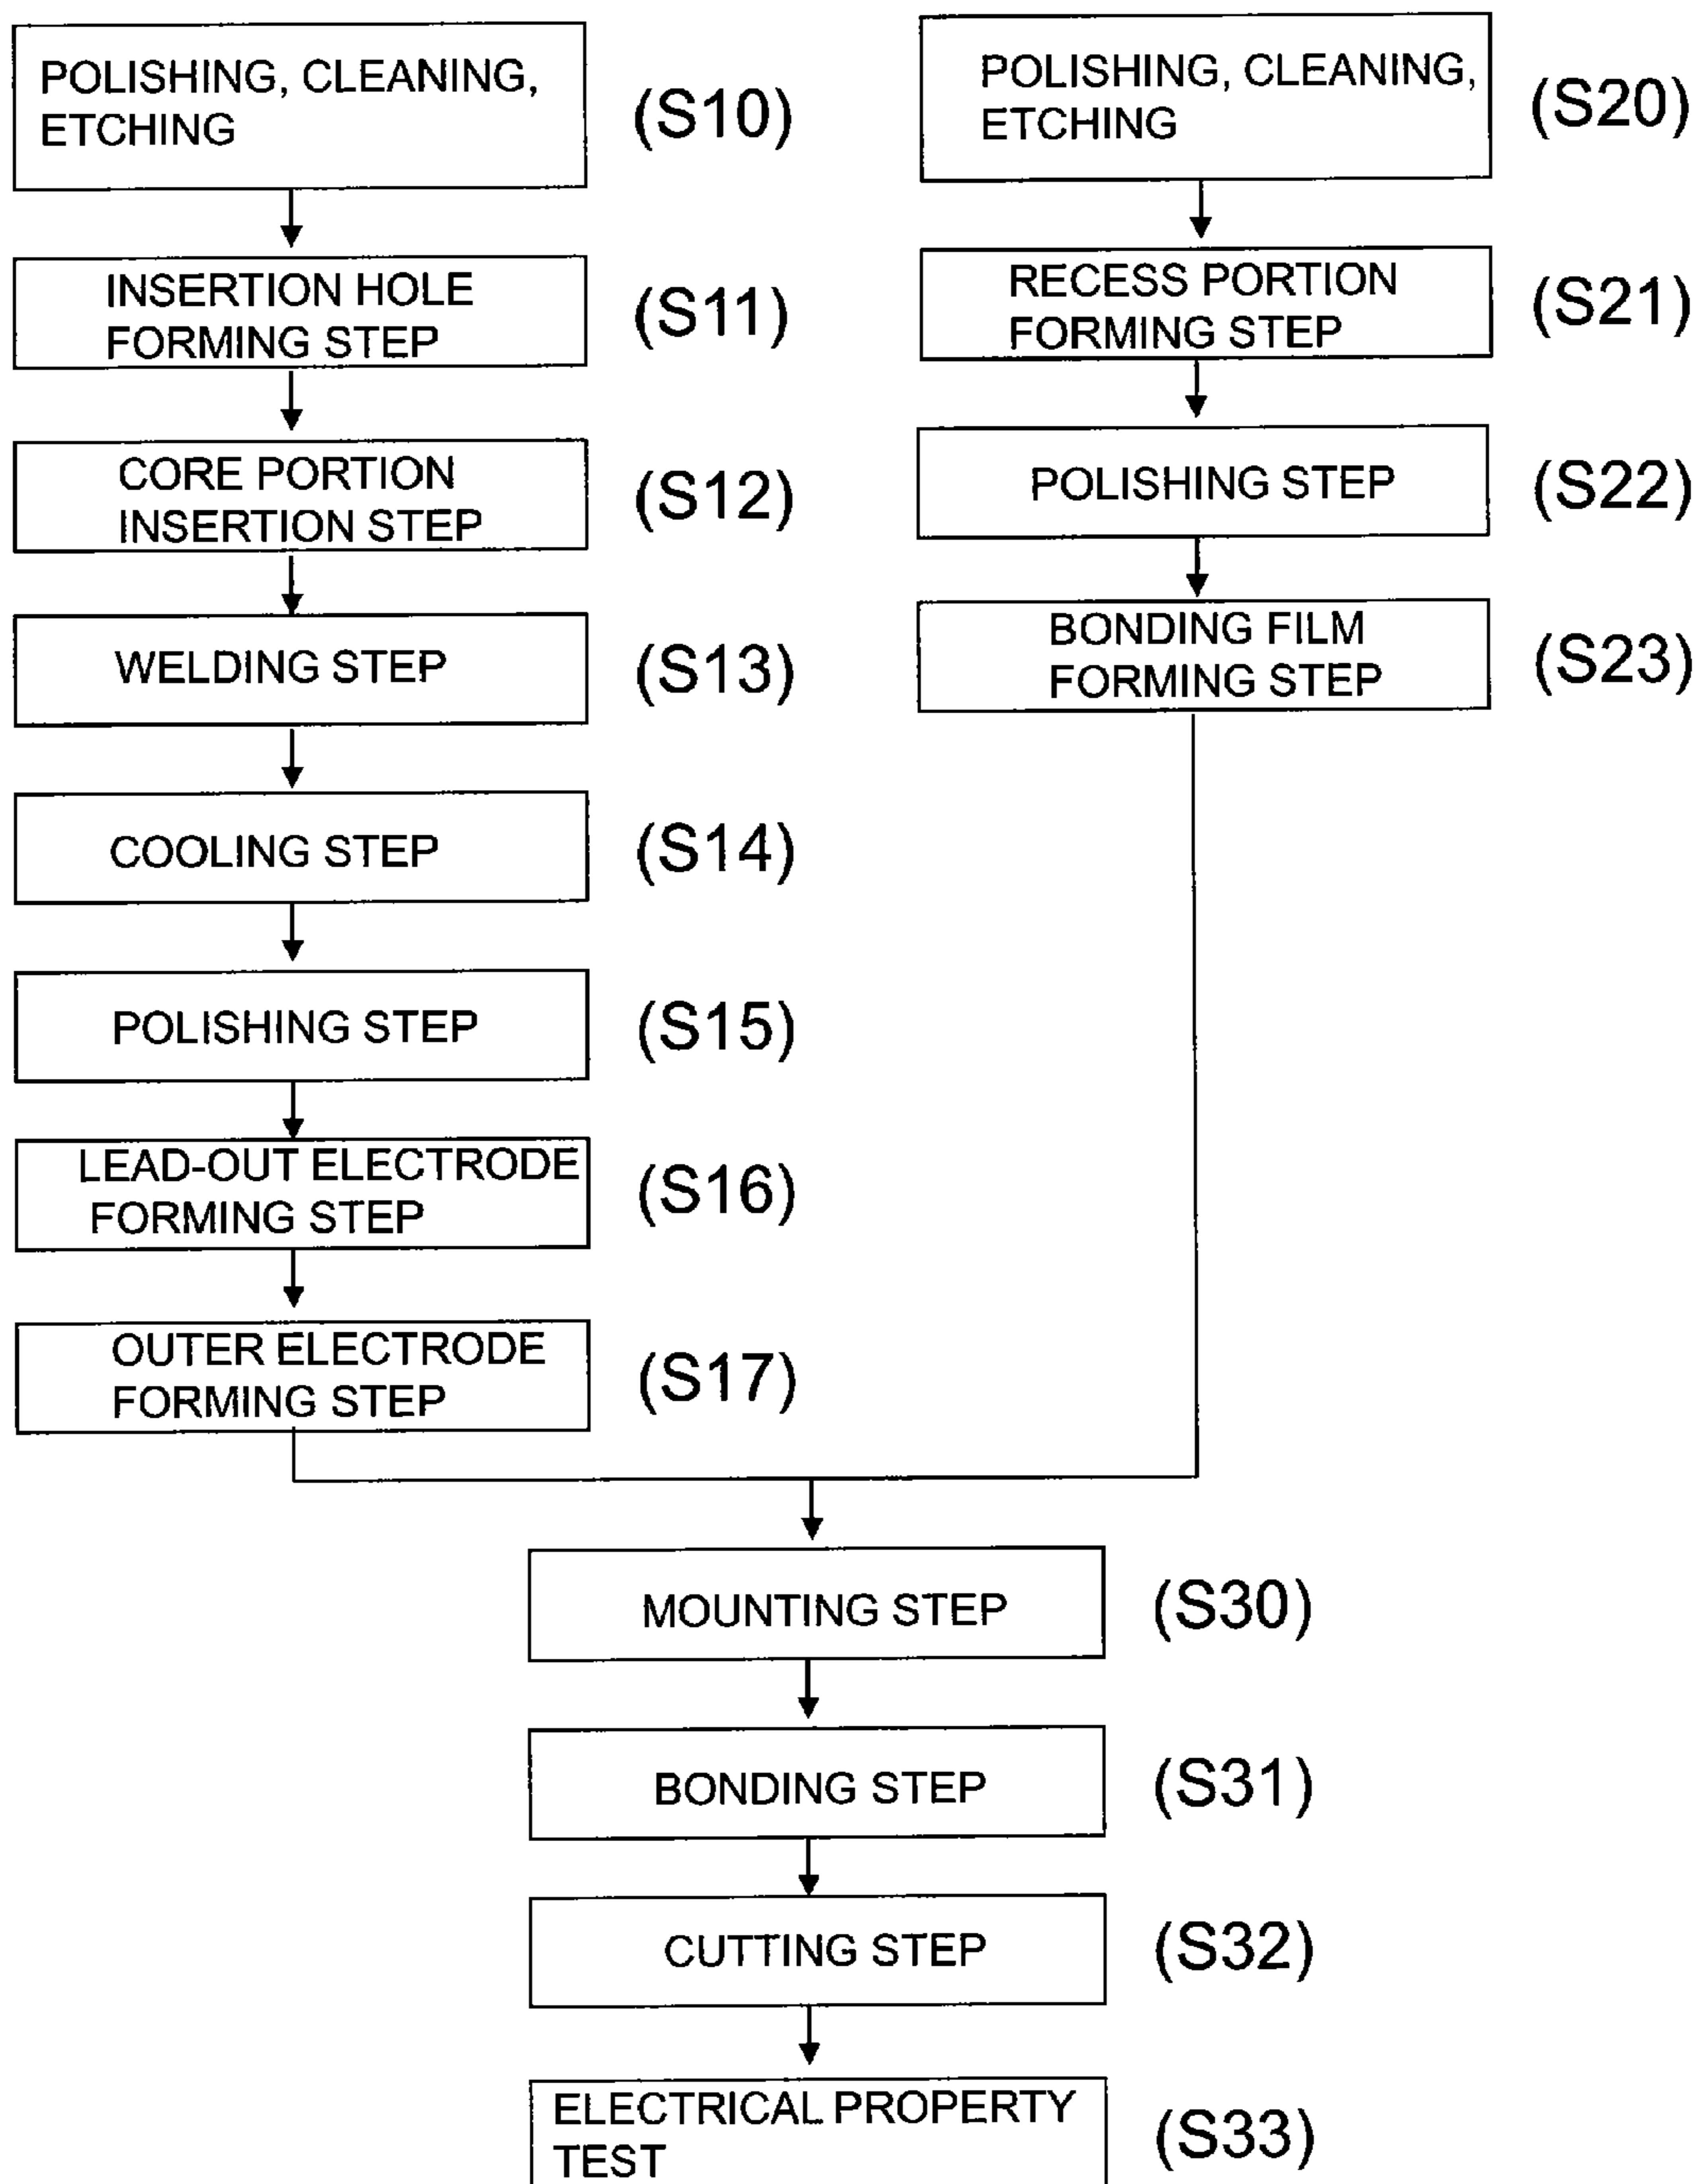 POLISHING, CLEANING,
ETCHING
(S10)
INSERTION HOLE
FORMING STEP
(S11)
CORE PORTION
INSERTION STEP
(S12)
WELDING STEP
(S13)
COOLING STEP
(S14)
POLISHING STEP
(S15)
LEAD-OUT ELECTRODE
FORMING STEP
(S16)
OUTER ELECTRODE
FORMING STEP
(S17)
POLISHING, CLEANING,
ETCHING
(S20)
RECESS PORTION
FORMING STEP
(S21)
POLISHING STEP
(S22)
BONDING FILM
FORMING STEP
(S23)
MOUNTING STEP
(S30)
BONDING STEP
(S31)
CUTTING STEP
(S32)
ELECTRICAL PROPERTY
TEST
(S33)